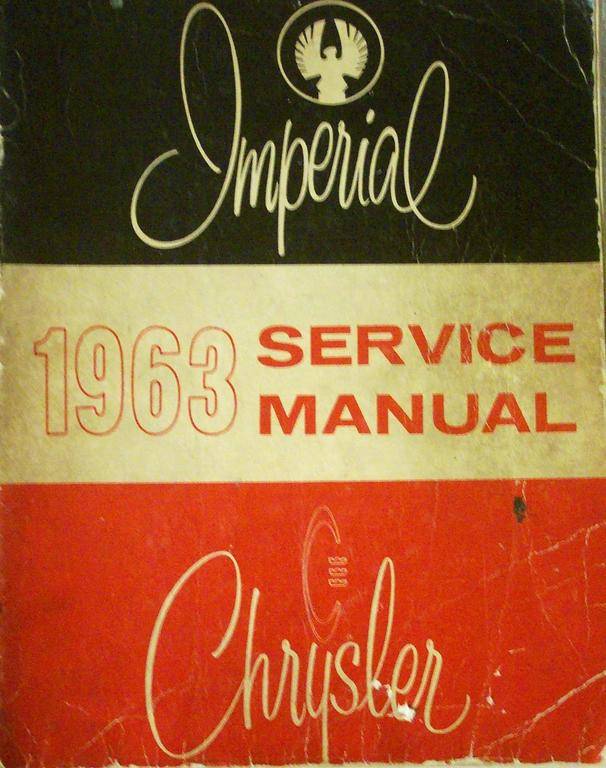 Imperial
1963 SERVICE
MANUAL
Chrysler